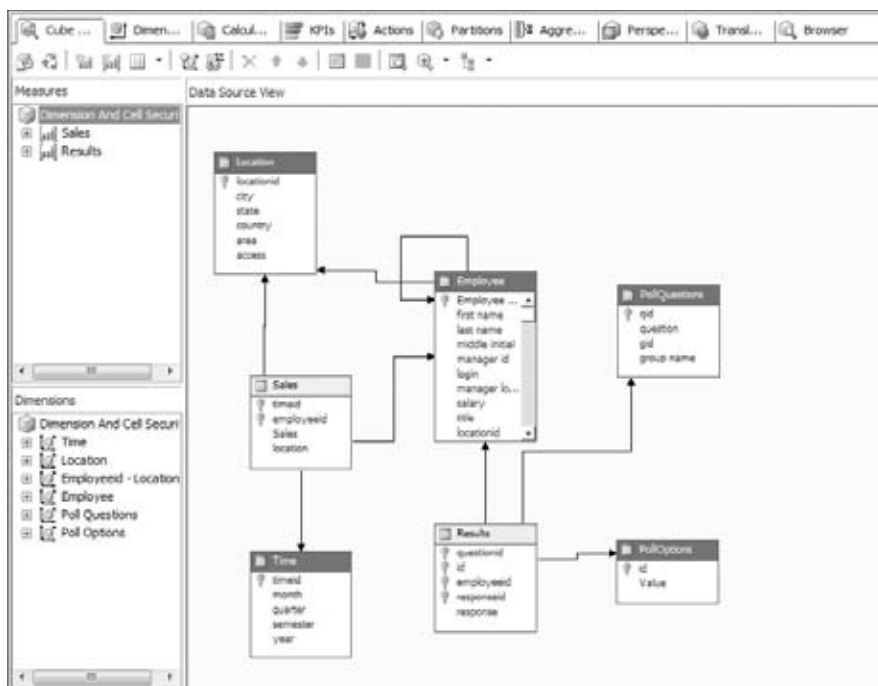 Cube ...
Dimen...
Calcul...
KPIs
Actions
Partitions
Aggre...
Perspe...
Transl...
Browser
Measures
Dimension And Cell Securi
Sales
Results
Dimensions
Dimension And Cell Securi
Time
Location
Employeeid - Location
Employee
Poll Questions
Poll Options
Data Source View
Location
locationid
city
state
country
area
access
Employee
Employee ...
first name
last name
middle initial
manager id
login
manager lo...
salary
title
locationid
PollQuestions
qid
question
gid
group name
Sales
timeid
employeeid
Sales
location
Time
timeid
month
quarter
semester
year
Results
questionid
id
employeeid
responseid
response
PollOptions
id
Value